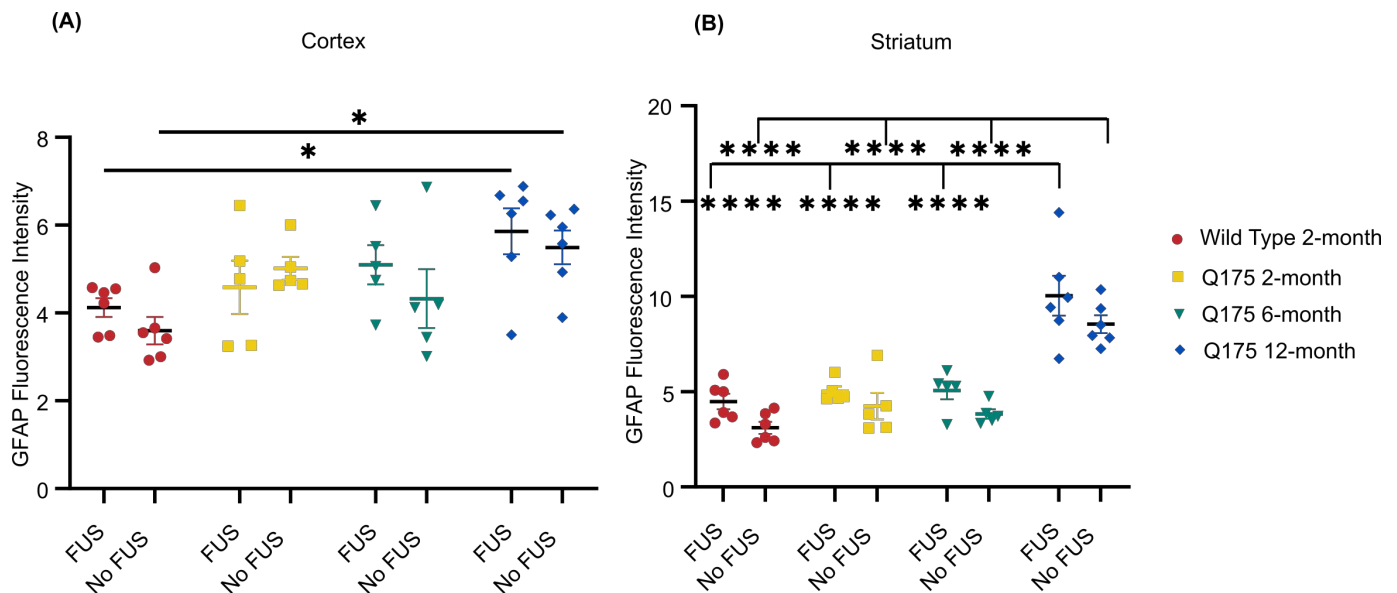 (A)
Cortex
GFAP Fluorescence Intensity
8
6
4
2
0
*
*
FUS
No FUS
FUS
No FUS
FUS
No FUS
FUS
No FUS
(B)
Striatum
GFAP Fluorescence Intensity
20
15
10
5
0
**** **** ****
**** **** ****
FUS
No FUS
FUS
No FUS
FUS
No FUS
FUS
No FUS
Wild Type 2-month
Q175 2-month
Q175 6-month
Q175 12-month